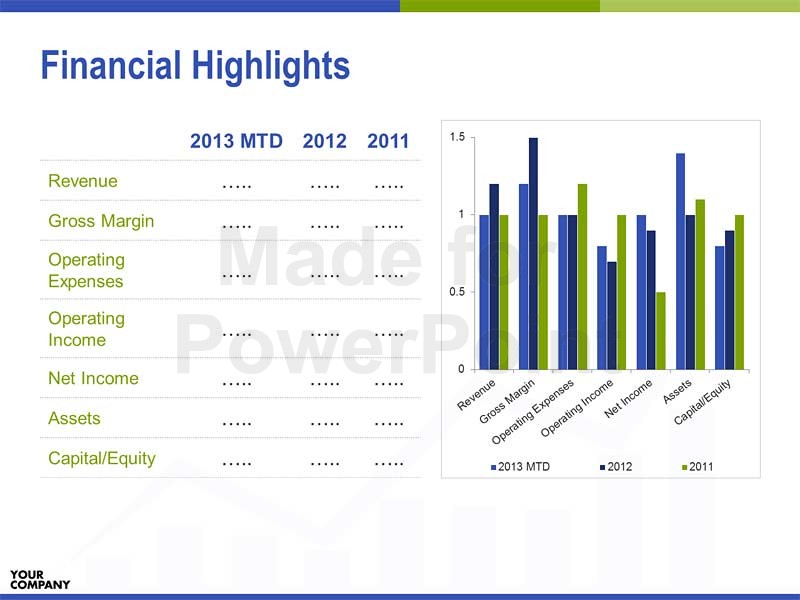 Financial Highlights
2013 MTD 2012 2011
Revenue ..... ..... .....
Gross Margin ..... ..... .....
Operating
Expenses ..... ..... .....
Operating
Income ..... ..... .....
Net Income ..... ..... .....
Assets ..... ..... .....
Capital/Equity ..... ..... .....
Made for
PowerPoint
1.5
1
0.5
0
Revenue
Gross Margin
Operating Expenses
Operating Income
Net Income
Assets
Capital/Equity
2013 MTD 2012 2011
YOUR
COMPANY